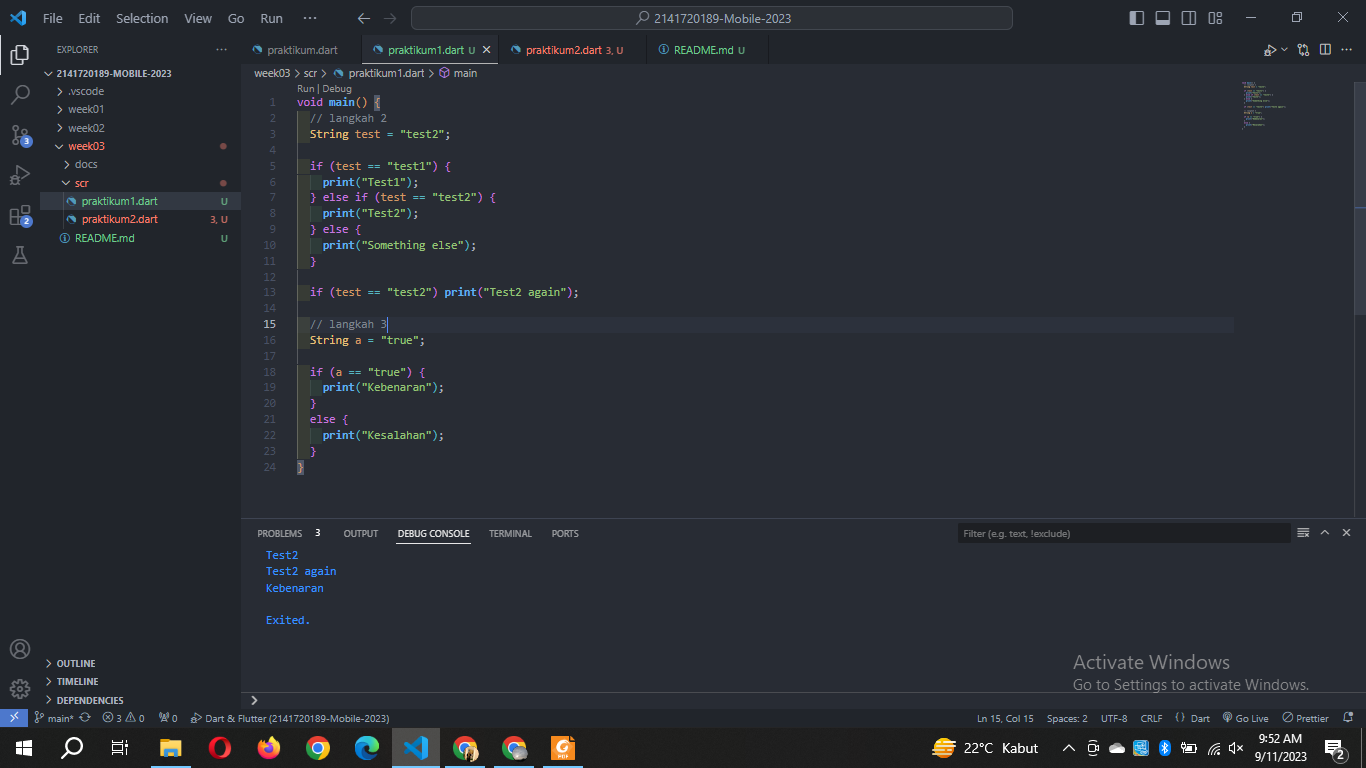 File Edit Selection View Go Run ··· 2141720189-Mobile-2023
EXPLORER ···
2141720189-MOBILE-2023
.vscode
week01
week02
week03
docs
scr
praktikum1.dart U
praktikum2.dart 3, U
README.md U
OUTLINE
TIMELINE
DEPENDENCIES
praktikum.dart praktikum1.dart U praktikum2.dart 3, U README.md U
week03 > scr > praktikum1.dart > main
Run | Debug
1 void main() {
2 // langkah 2
3 String test = "test2";
4
5 if (test == "test1") {
6 print("Test1");
7 } else if (test == "test2") {
8 print("Test2");
9 } else {
10 print("Something else");
11 }
12
13 if (test == "test2") print("Test2 again");
14
15 // langkah 3
16 String a = "true";
17
18 if (a == "true") {
19 print("Kebenaran");
20 }
21 else {
22 print("Kesalahan");
23 }
24 }
PROBLEMS 3 OUTPUT DEBUG CONSOLE TERMINAL PORTS Filter (e.g. text, !exclude)
Test2
Test2 again
Kebenaran
Exited.
Activate Windows
Go to Settings to activate Windows.
3
2
main* 3 0 0 Dart & Flutter (2141720189-Mobile-2023) Ln 15, Col 15 Spaces: 2 UTF-8 CRLF {} Dart Go Live Prettier
22°C Kabut 9:52 AM
9/11/2023 2